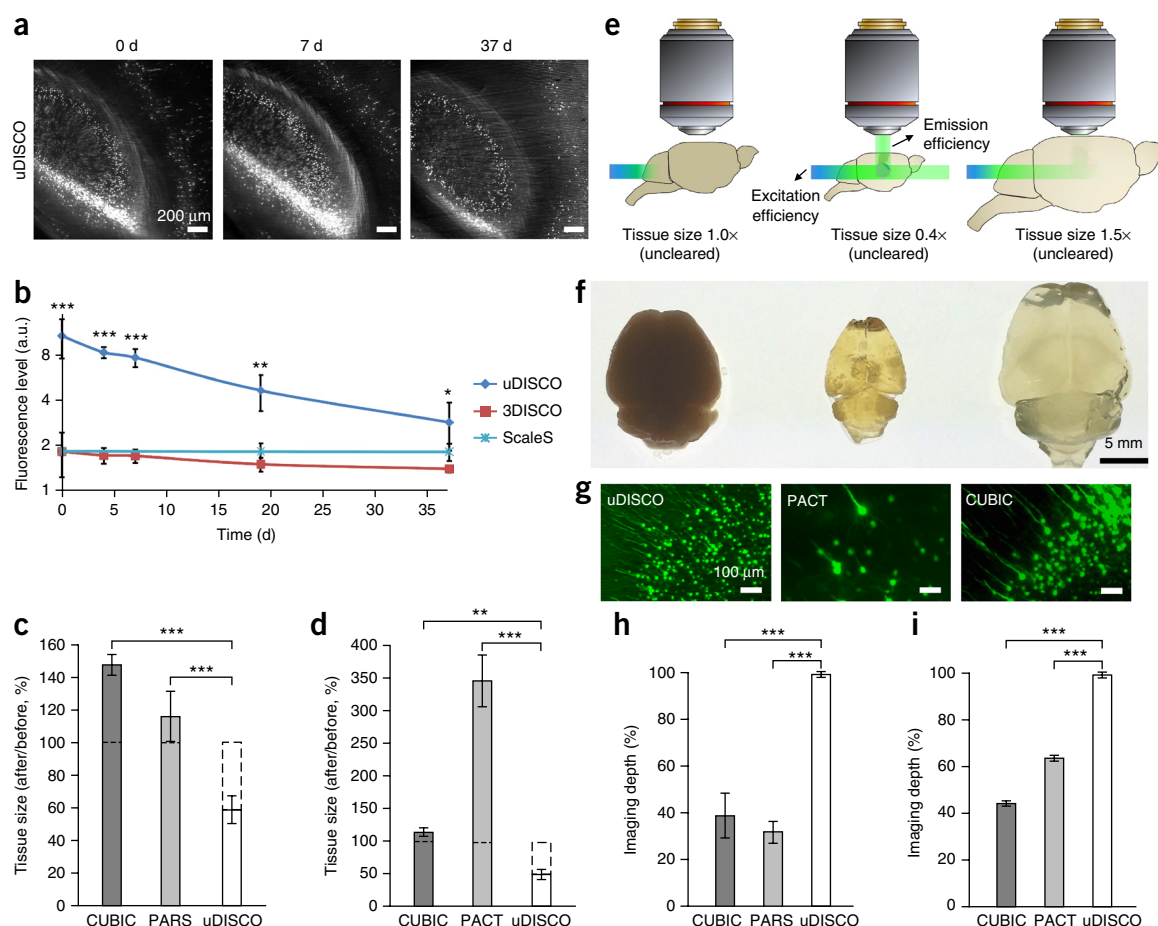 a
0 d
7 d
37 d
uDISCO
200 µm
b
***
***
***
**
*
Fluorescence level (a.u.)
8
4
2
1
0 5 10 15 20 25 30 35
Time (d)
uDISCO
3DISCO
ScaleS
c
***
***
Tissue size (after/before, %)
160
140
120
100
80
60
40
20
0
CUBIC PARS uDISCO
d
**
***
Tissue size (after/before, %)
400
350
300
250
200
150
100
50
0
CUBIC PACT uDISCO
e
Emission
efficiency
Excitation
efficiency
Tissue size 1.0×
(uncleared)
Tissue size 0.4×
(uncleared)
Tissue size 1.5×
(uncleared)
f
5 mm
g
uDISCO
100 µm
PACT
CUBIC
h
***
***
Imaging depth (%)
100
80
60
40
20
0
CUBIC PARS uDISCO
i
***
***
Imaging depth (%)
100
80
60
40
20
0
CUBIC PACT uDISCO